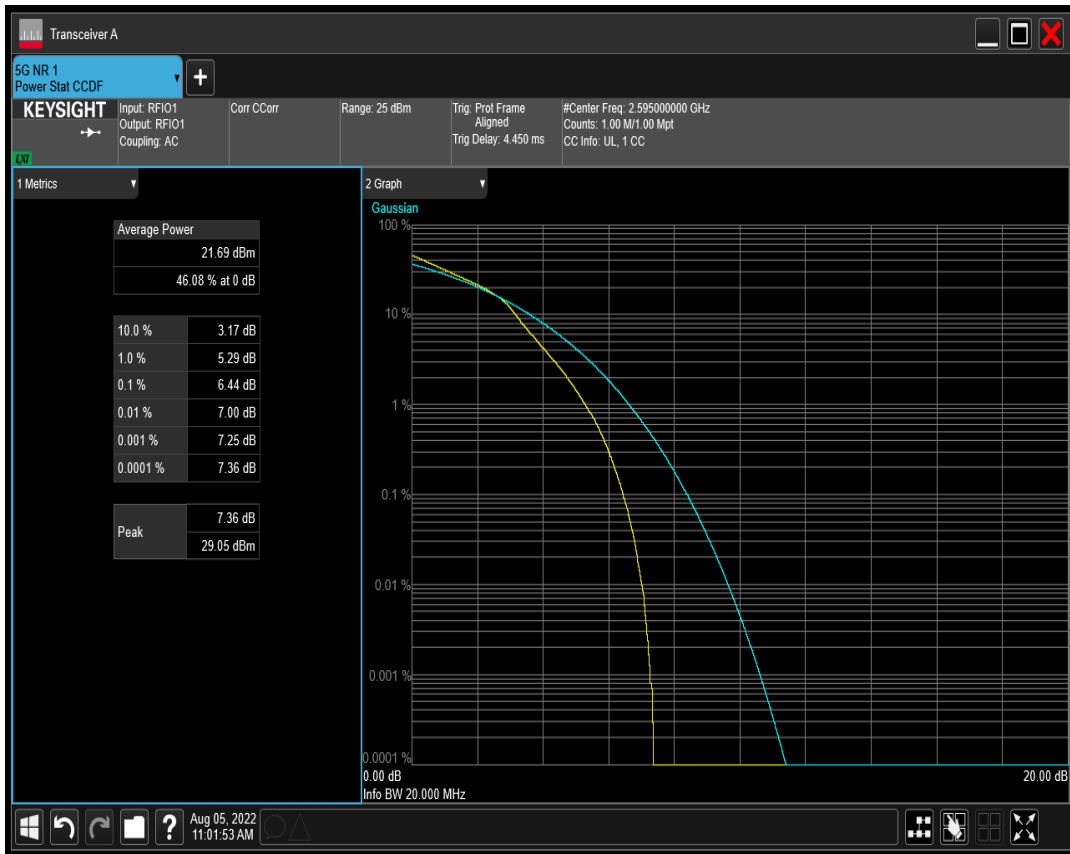 Transceiver A
5G NR 1
Power Stat CCDF
+
KEYSIGHT
LXI
Input: RFIO1
Output: RFIO1
Coupling: AC
Corr CCorr
Range: 25 dBm
Trig: Prot Frame
Aligned
Trig Delay: 4.450 ms
#Center Freq: 2.595000000 GHz
Counts: 1.00 M/1.00 Mpt
CC Info: UL, 1 CC
1 Metrics
Average Power
21.69 dBm
46.08 % at 0 dB
10.0 % 3.17 dB
1.0 % 5.29 dB
0.1 % 6.44 dB
0.01 % 7.00 dB
0.001 % 7.25 dB
0.0001 % 7.36 dB
Peak
7.36 dB
29.05 dBm
2 Graph
Gaussian
100 %
10 %
1 %
0.1 %
0.01 %
0.001 %
0.0001 %
0.00 dB 20.00 dB
Info BW 20.000 MHz
?
Aug 05, 2022
11:01:53 AM